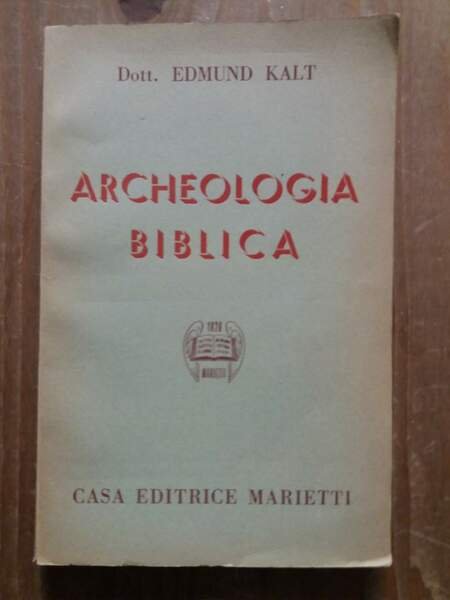 Dott. EDMUND KALT
ARCHEOLOGIA
BIBLICA
MARIETTI
CASA EDITRICE MARIETTI